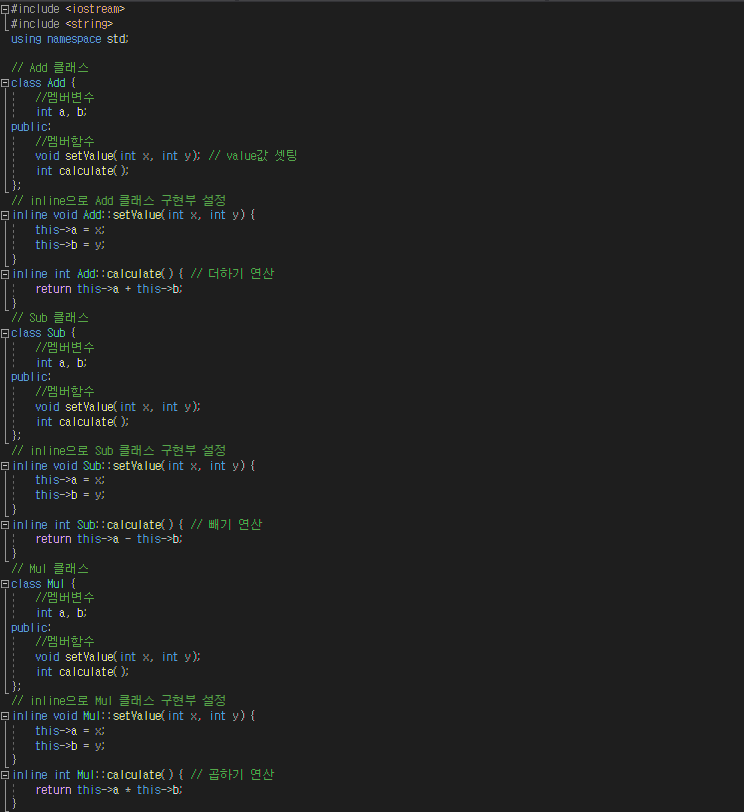 #include <iostream>
#include <string>
using namespace std;
// Add 클래스
class Add {
//멤버변수
int a, b;
public:
//멤버함수
void setValue(int x, int y); // value값 셋팅
int calculate();
};
// inline으로 Add 클래스 구현부 설정
inline void Add::setValue(int x, int y) {
this->a = x;
this->b = y;
}
inline int Add::calculate() { // 더하기 연산
return this->a + this->b;
}
// Sub 클래스
class Sub {
//멤버변수
int a, b;
public:
//멤버함수
void setValue(int x, int y);
int calculate();
};
// inline으로 Sub 클래스 구현부 설정
inline void Sub::setValue(int x, int y) {
this->a = x;
this->b = y;
}
inline int Sub::calculate() { // 빼기 연산
return this->a - this->b;
}
// Mul 클래스
class Mul {
//멤버변수
int a, b;
public:
//멤버함수
void setValue(int x, int y);
int calculate();
};
// inline으로 Mul 클래스 구현부 설정
inline void Mul::setValue(int x, int y) {
this->a = x;
this->b = y;
}
inline int Mul::calculate() { // 곱하기 연산
return this->a * this->b;
}